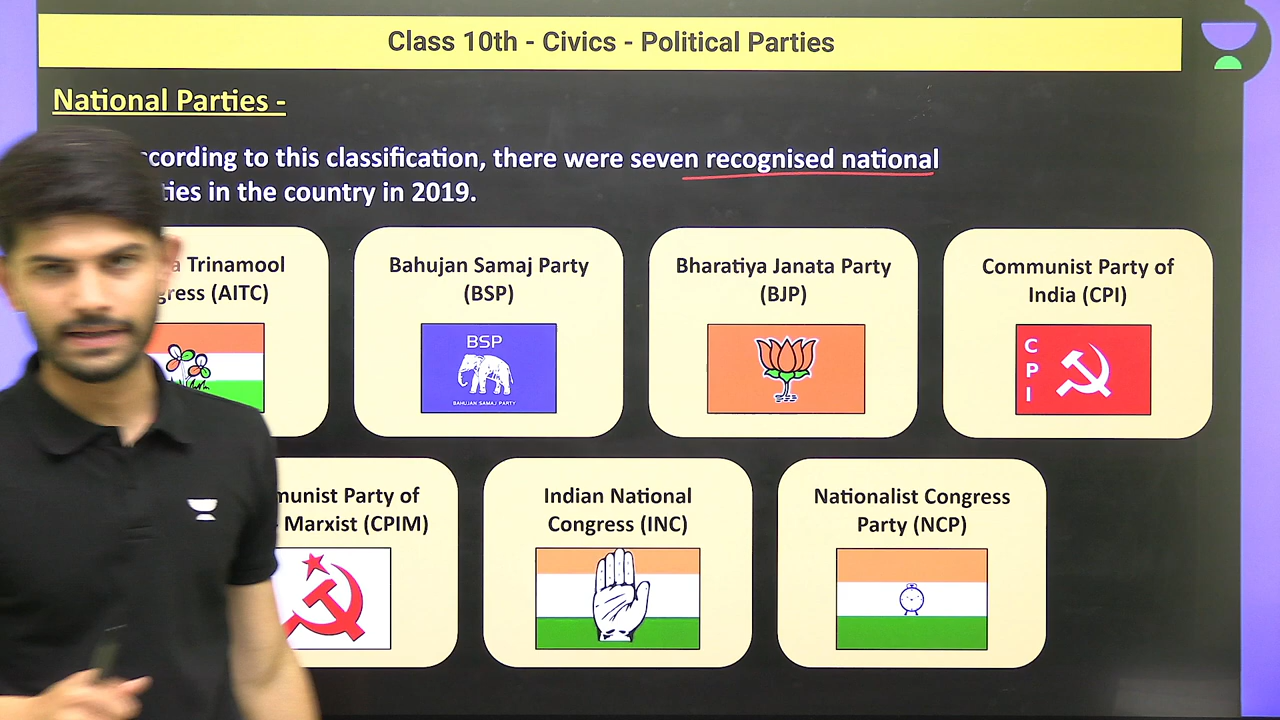 Class 10th - Civics - Political Parties
National Parties -
cording to this classification, there were seven recognised national
ties in the country in 2019.
a Trinamool
gress (AITC)
Bahujan Samaj Party
(BSP)
BSP
BAHUJAN SAMAJ PARTY
Bharatiya Janata Party
(BJP)
Communist Party of
India (CPI)
C
P
I
munist Party of
- Marxist (CPIM)
Indian National
Congress (INC)
Nationalist Congress
Party (NCP)